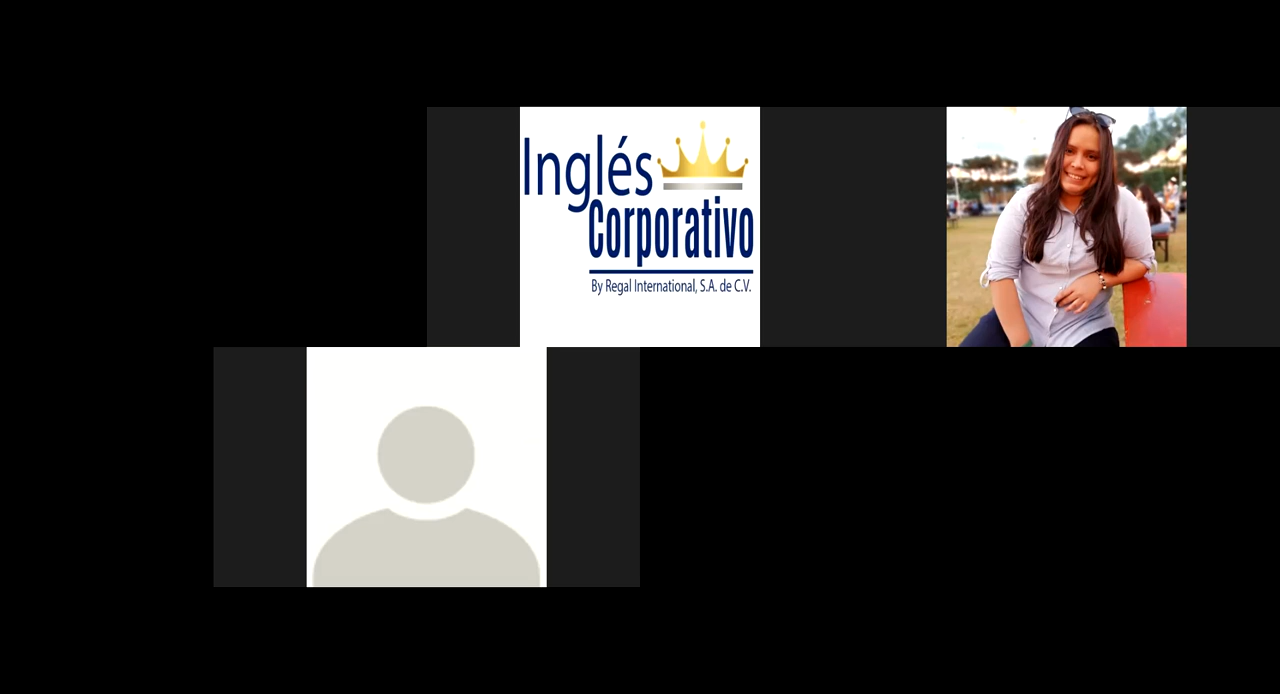 Inglés
Corporativo
By Regal International, S.A. de C.V.